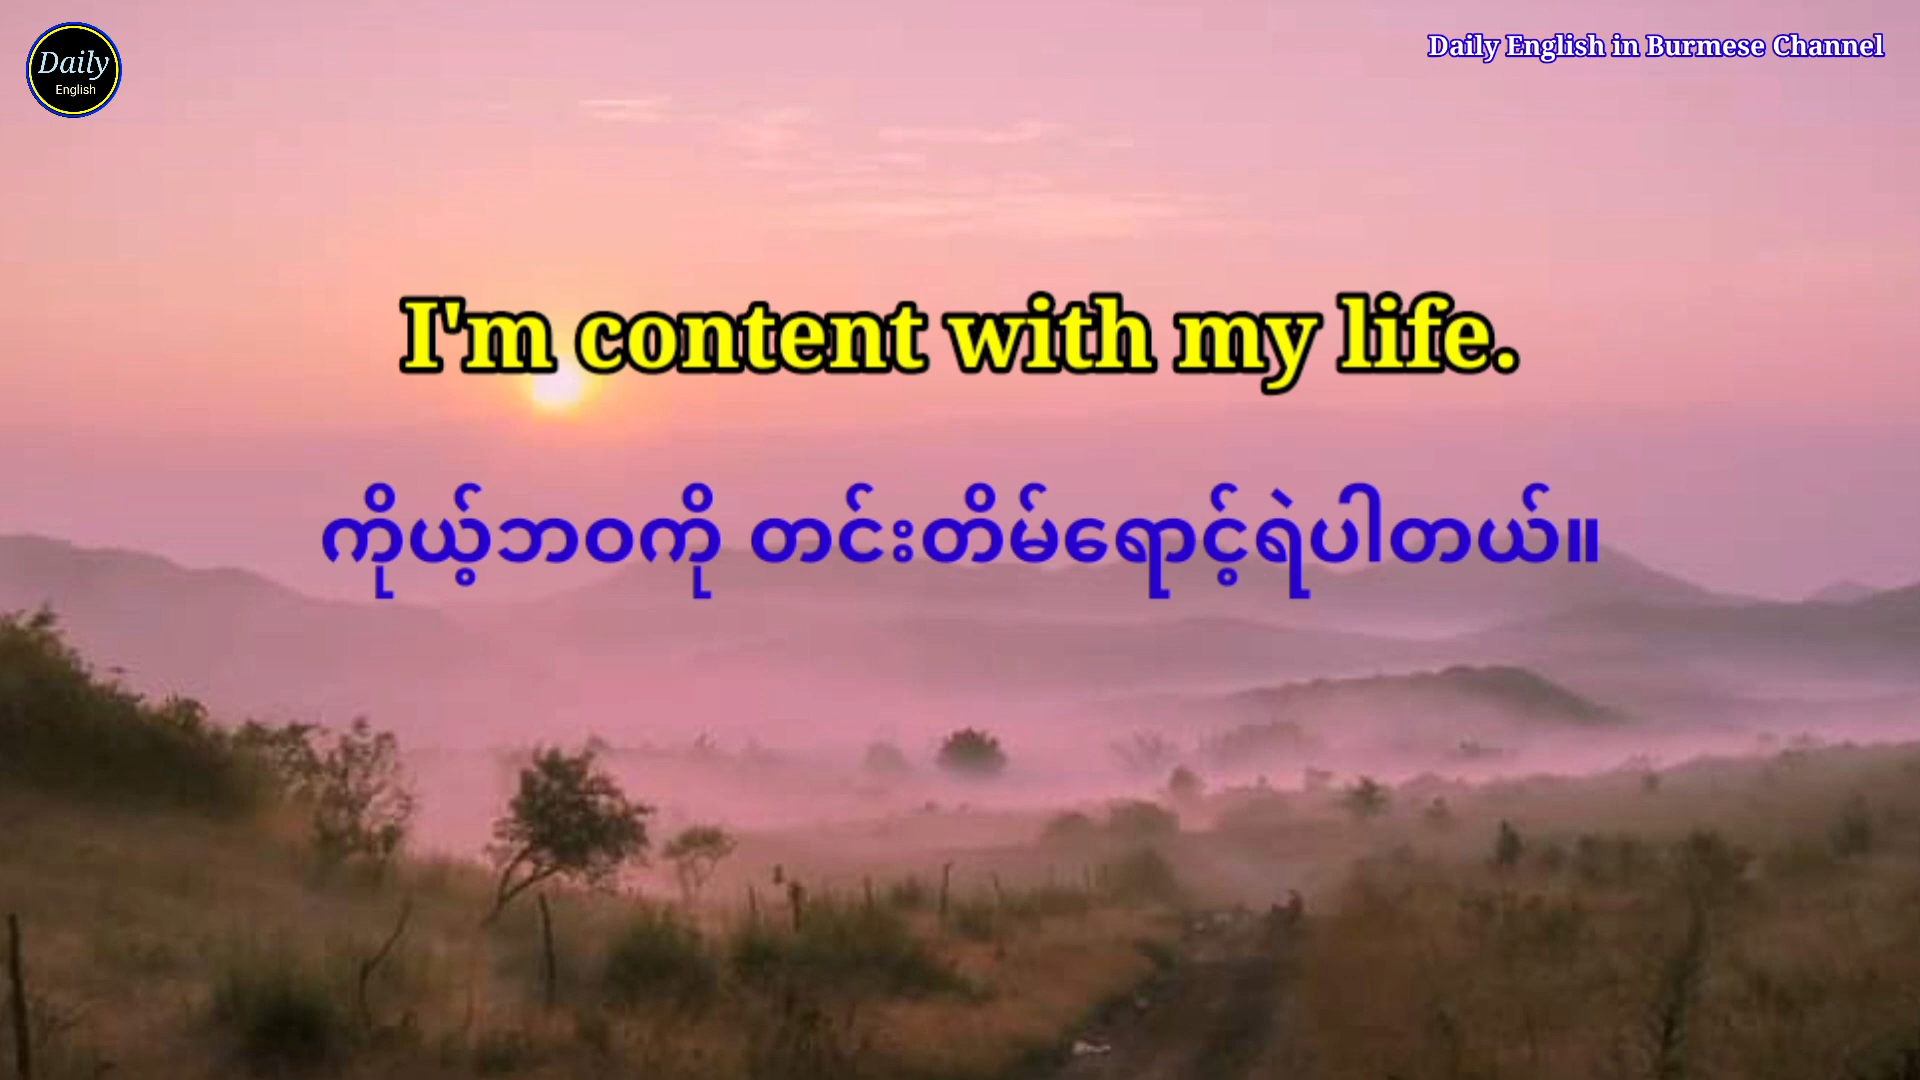 Daily
English
Daily English in Burmese Channel
I'm content with my life.
ကိုယ့်ဘဝကို တင်းတိမ်ရောင့်ရဲပါတယ်။